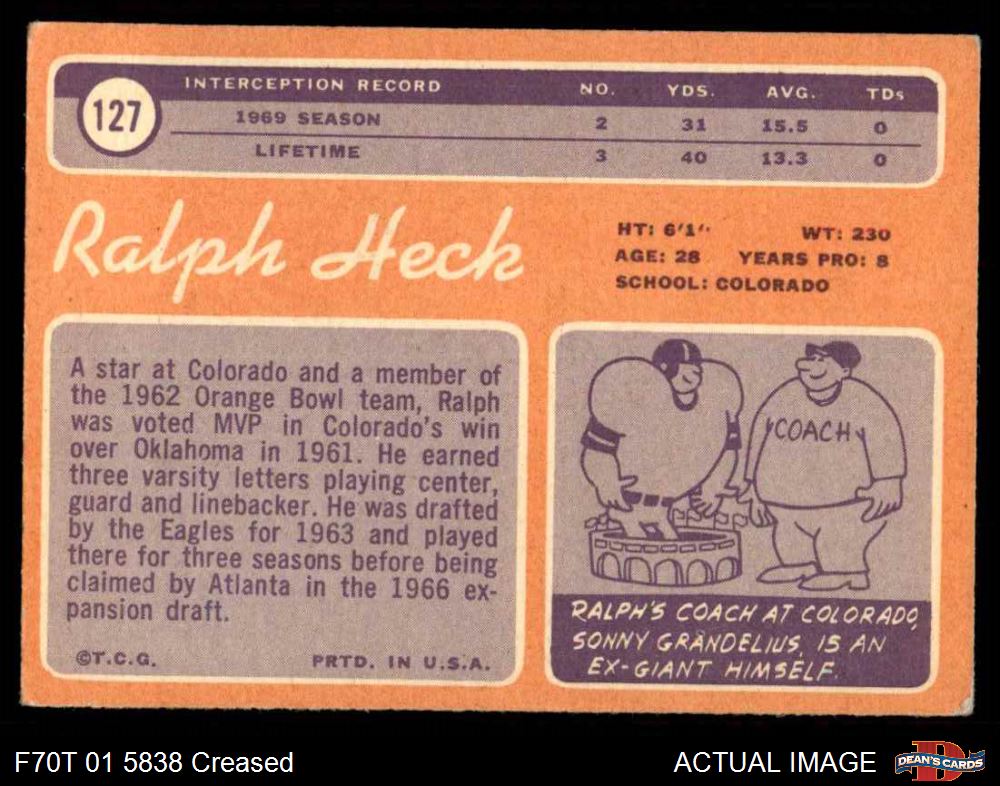 127
INTERCEPTION RECORD NO. YDS. AVG. TDs
1969 SEASON 2 31 15.5 0
LIFETIME 3 40 13.3 0
Ralph Heck
HT: 6'1" WT: 230
AGE: 28 YEARS PRO: 8
SCHOOL: COLORADO
A star at Colorado and a member of
the 1962 Orange Bowl team, Ralph
was voted MVP in Colorado's win
over Oklahoma in 1961. He earned
three varsity letters playing center,
guard and linebacker. He was drafted
by the Eagles for 1963 and played
there for three seasons before being
claimed by Atlanta in the 1966 ex-
pansion draft.
©T.C.G. PRTD. IN U.S.A.
COACH
RALPH'S COACH AT COLORADO,
SONNY GRANDELIUS, IS AN
EX-GIANT HIMSELF.
F70T 01 5838 Creased
ACTUAL IMAGE
D
DEAN'S CARDS